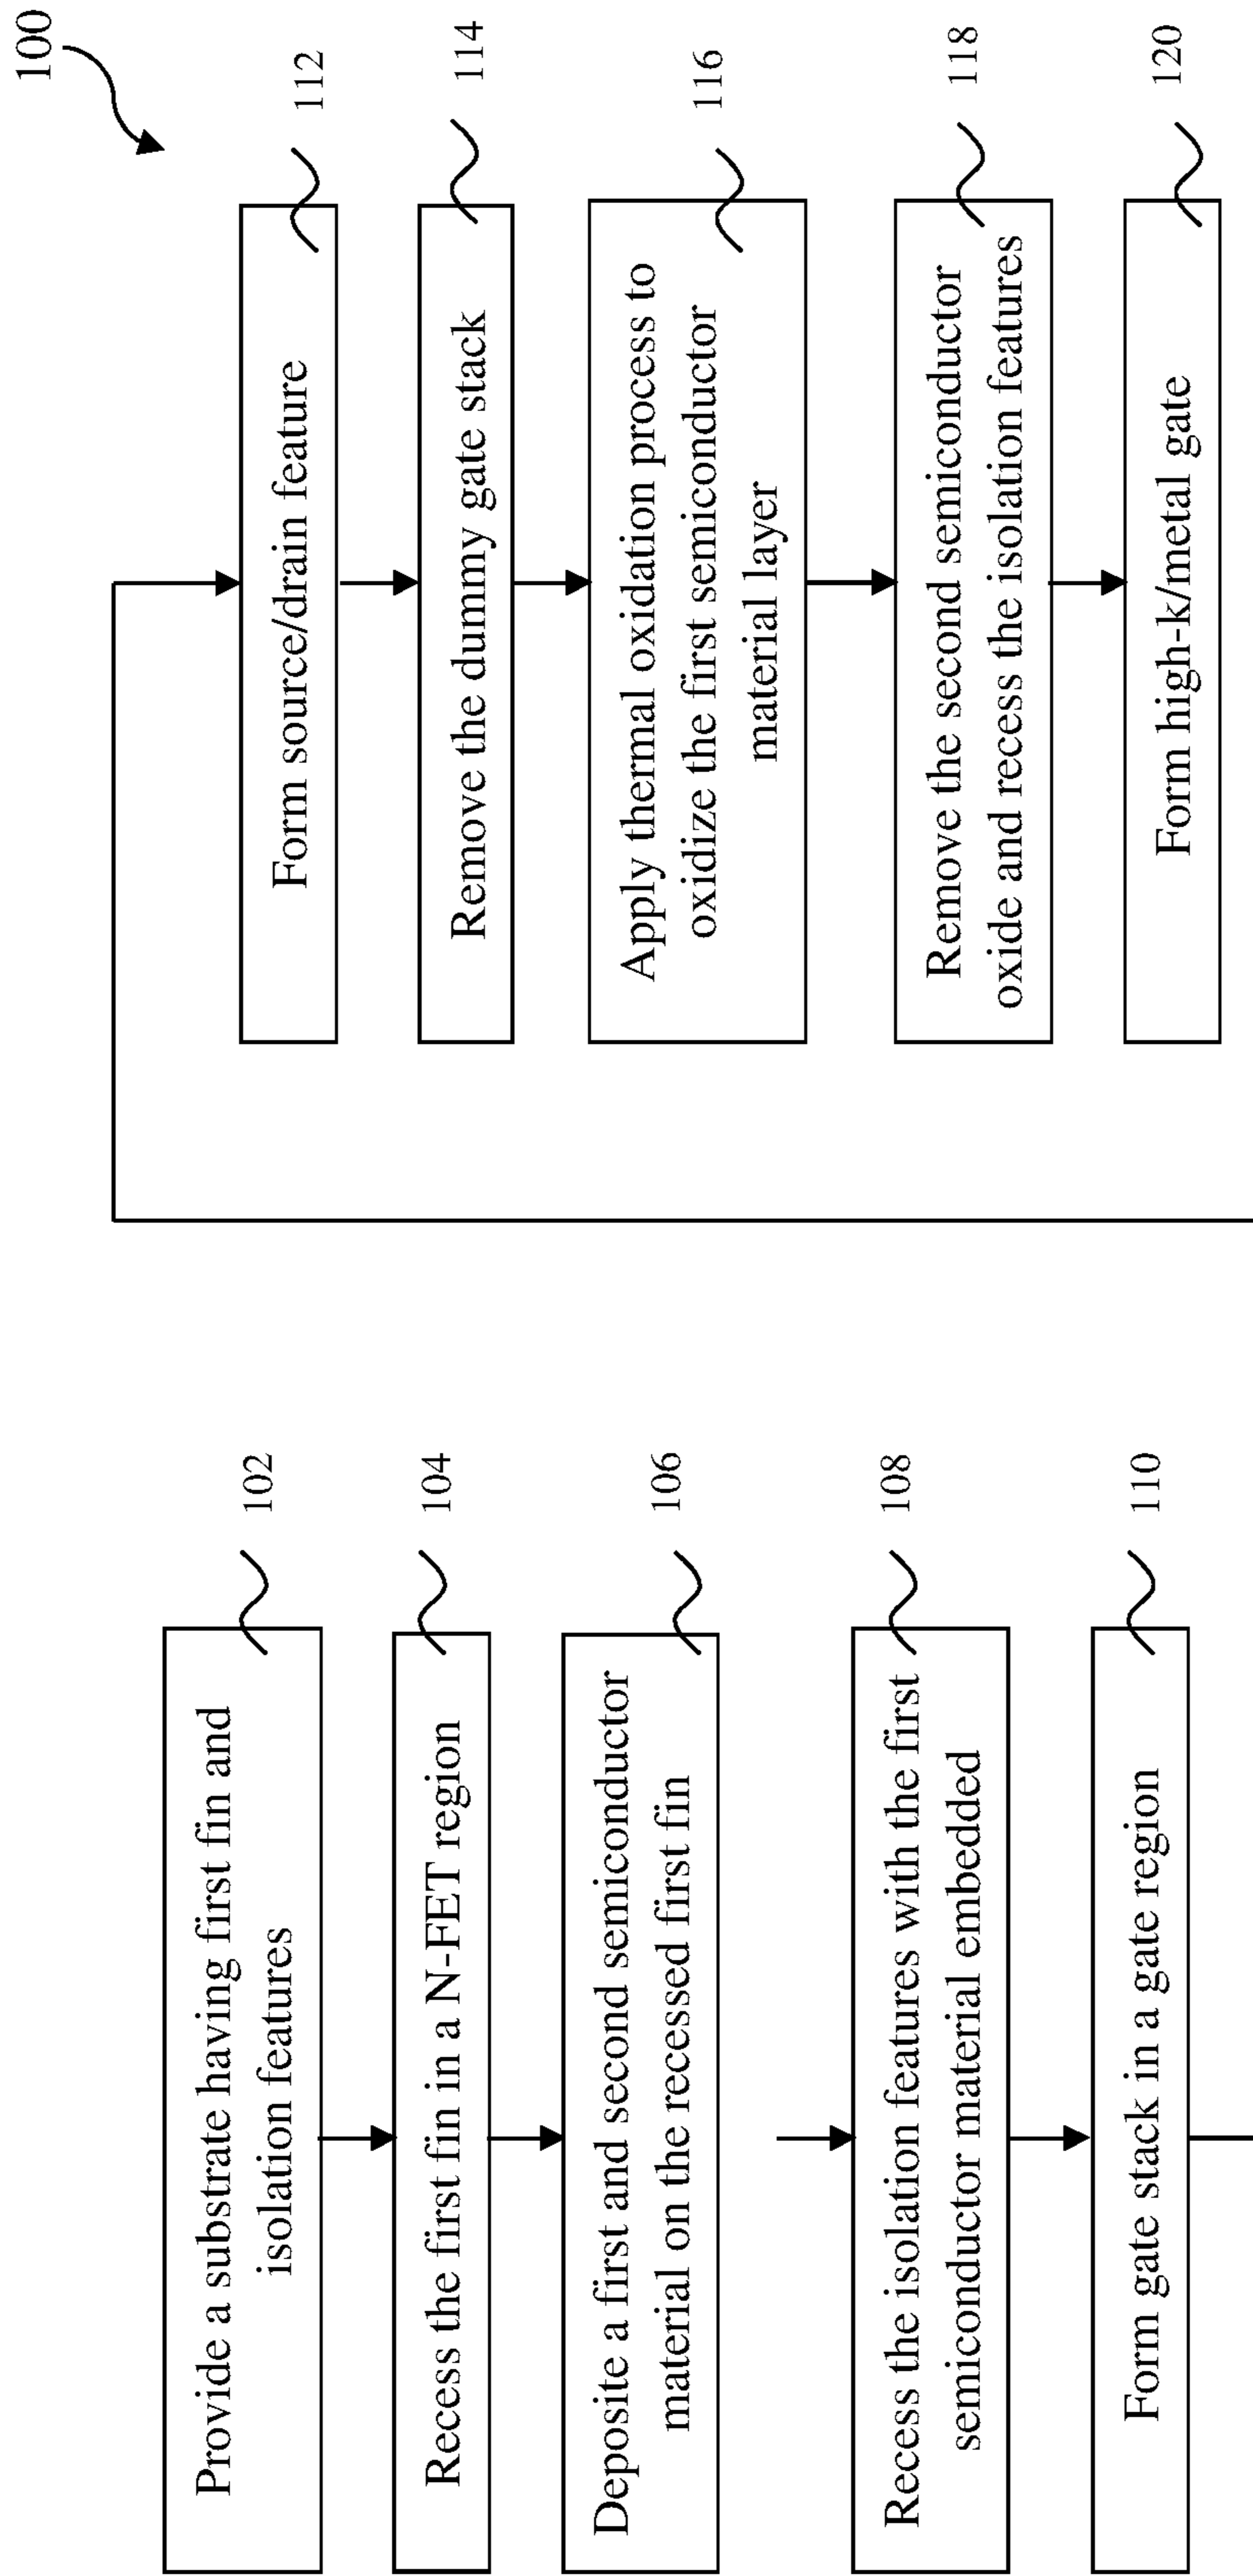 100
Provide a substrate having first fin and
isolation features
102
Recess the first fin in a N-FET region
104
Deposite a first and second semiconductor
material on the recessed first fin
106
Recess the isolation features with the first
semiconductor material embedded
108
Form gate stack in a gate region
110
Form source/drain feature
112
Remove the dummy gate stack
114
Apply thermal oxidation process to
oxidize the first semiconductor
material layer
116
Remove the second semiconductor
oxide and recess the isolation features
118
Form high-k/metal gate
120